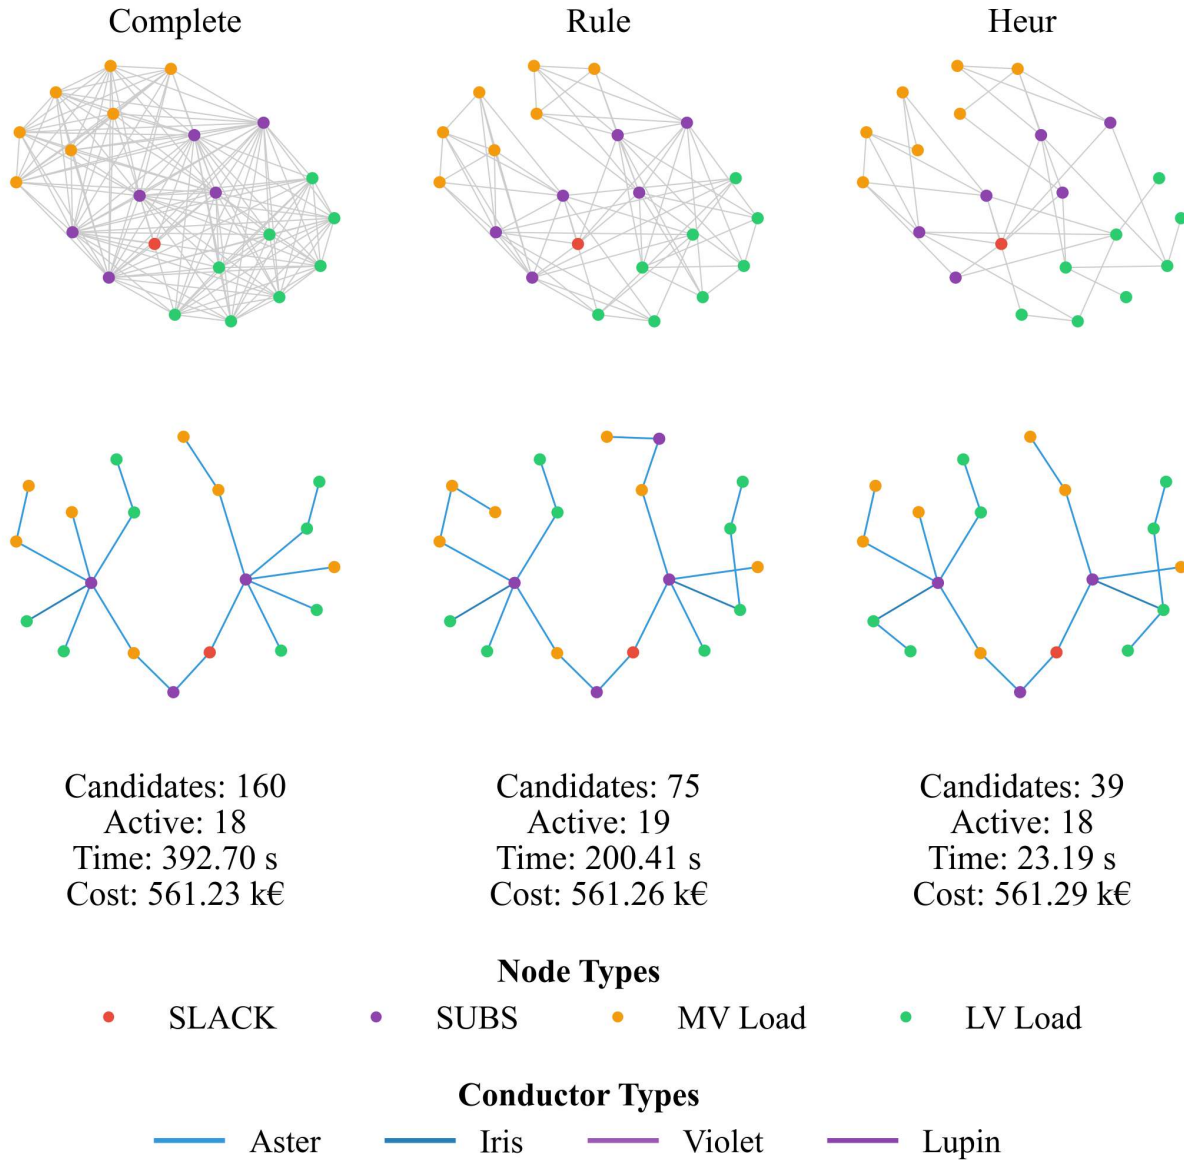 Complete Rule Heur
Candidates: 160 Candidates: 75 Candidates: 39
Active: 18 Active: 19 Active: 18
Time: 392.70 s Time: 200.41 s Time: 23.19 s
Cost: 561.23 k€ Cost: 561.26 k€ Cost: 561.29 k€
Node Types
SLACK SUBS MV Load LV Load
Conductor Types
Aster Iris Violet Lupin